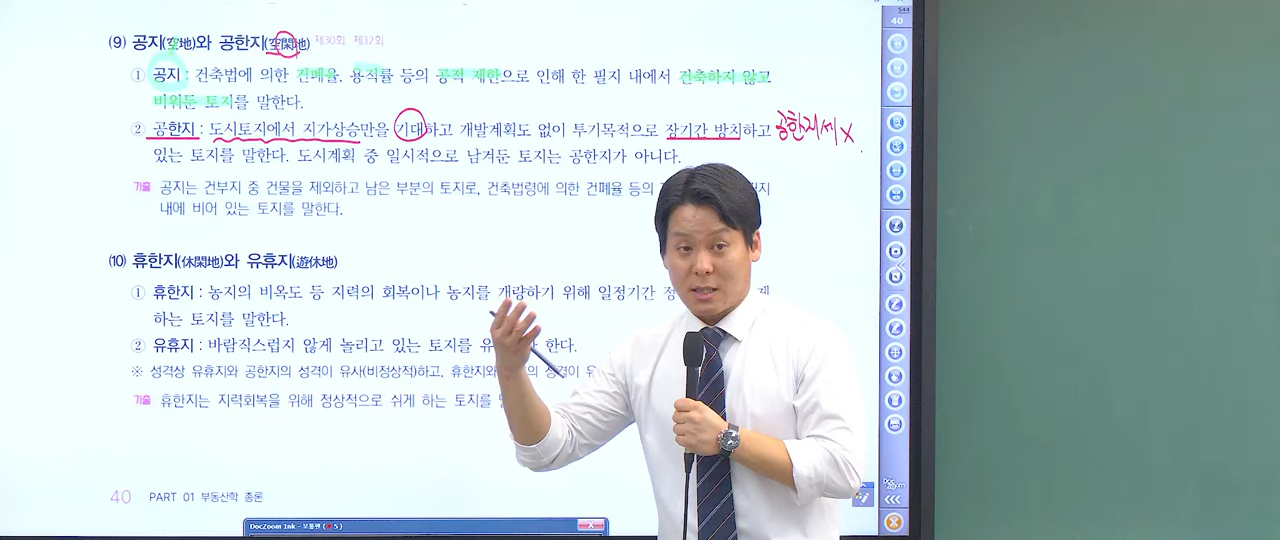 (9) 공지(空地)와 공한지(空閑地) 제30회 제32회
① 공지 : 건축법에 의한 건폐율, 용적률 등의 공적 제한으로 인해 한 필지 내에서 건축하지 않고
비워둔 토지를 말한다.
② 공한지 : 도시토지에서 지가상승만을 기대하고 개발계획도 없이 투기목적으로 장기간 방치하고 공한지세 X
있는 토지를 말한다. 도시계획 중 일시적으로 남겨둔 토지는 공한지가 아니다.
기출 공지는 건부지 중 건물을 제외하고 남은 부분의 토지로, 건축법령에 의한 건폐율 등의
내에 비어 있는 토지를 말한다.
(10) 휴한지(休閑地)와 유휴지(遊休地)
① 휴한지 : 농지의 비옥도 등 지력의 회복이나 농지를 개량하기 위해 일정기간
하는 토지를 말한다.
② 유휴지 : 바람직스럽지 않게 놀리고 있는 토지를 한다.
※ 성격상 유휴지와 공한지의 성격이 유사(비정상적)하고, 휴한지와
기출 휴한지는 지력회복을 위해 정상적으로 쉬게 하는 토지를
40 PART 01 부동산학 총론
DocZoom Ink - 보통펜 ( 5 )
544
40
Doc
Zoom